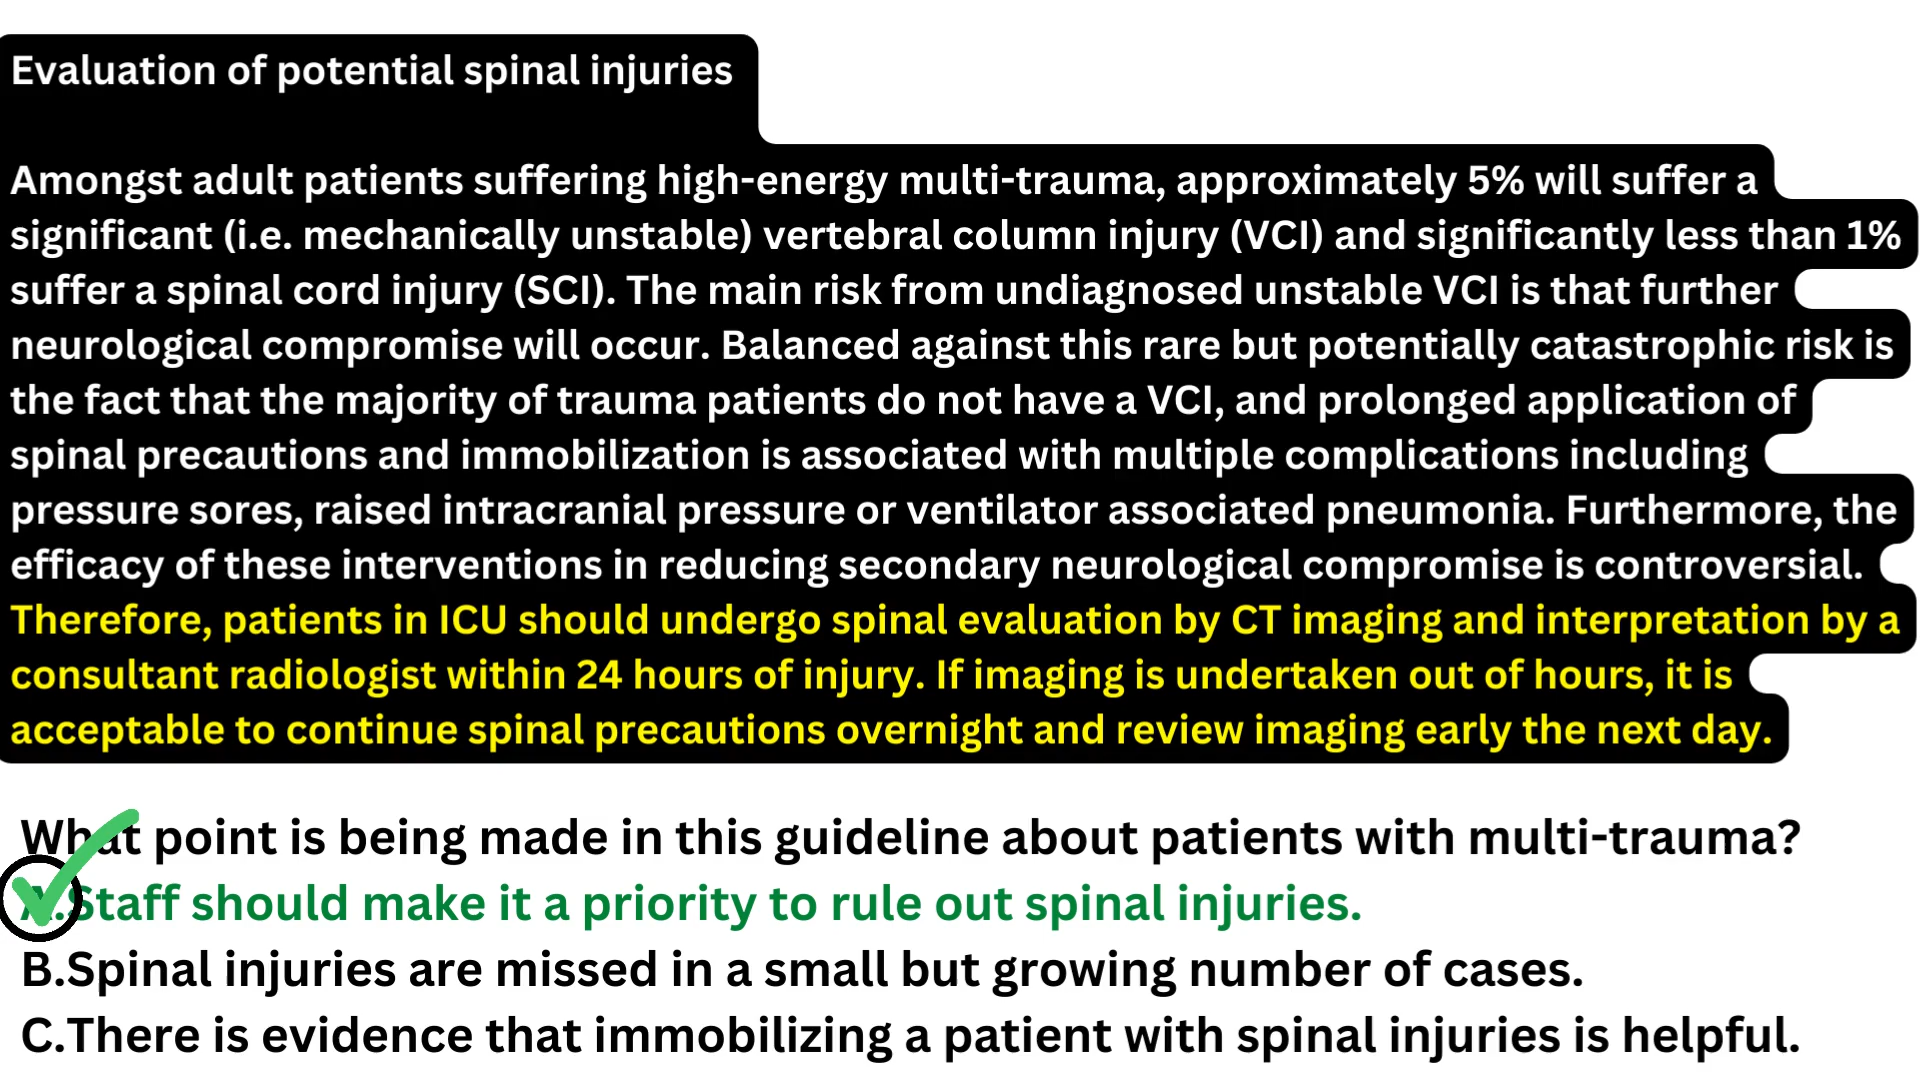 Evaluation of potential spinal injuries
Amongst adult patients suffering high-energy multi-trauma, approximately 5% will suffer a
significant (i.e. mechanically unstable) vertebral column injury (VCI) and significantly less than 1%
suffer a spinal cord injury (SCI). The main risk from undiagnosed unstable VCI is that further
neurological compromise will occur. Balanced against this rare but potentially catastrophic risk is
the fact that the majority of trauma patients do not have a VCI, and prolonged application of
spinal precautions and immobilization is associated with multiple complications including
pressure sores, raised intracranial pressure or ventilator associated pneumonia. Furthermore, the
efficacy of these interventions in reducing secondary neurological compromise is controversial.
Therefore, patients in ICU should undergo spinal evaluation by CT imaging and interpretation by a
consultant radiologist within 24 hours of injury. If imaging is undertaken out of hours, it is
acceptable to continue spinal precautions overnight and review imaging early the next day.
What point is being made in this guideline about patients with multi-trauma?
A.Staff should make it a priority to rule out spinal injuries.
B.Spinal injuries are missed in a small but growing number of cases.
C.There is evidence that immobilizing a patient with spinal injuries is helpful.